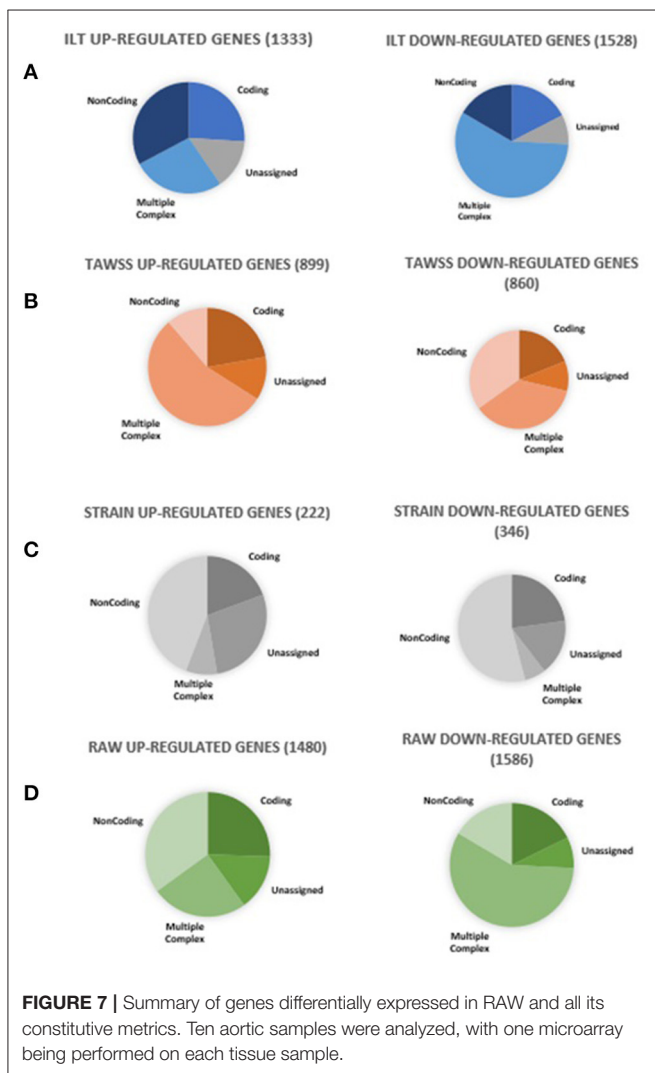 ILT UP-REGULATED GENES (1333)
ILT DOWN-REGULATED GENES (1528)
A
NonCoding
Coding
Unassigned
Multiple
Complex
NonCoding
Coding
Unassigned
Multiple
Complex
TAWSS UP-REGULATED GENES (899)
TAWSS DOWN-REGULATED GENES
(860)
B
NonCoding
Coding
Unassigned
Multiple
Complex
NonCoding
Coding
Unassigned
Multiple
Complex
STRAIN UP-REGULATED GENES (222)
STRAIN DOWN-REGULATED GENES
(346)
C
NonCoding
Coding
Unassigned
Multiple
Complex
NonCoding
Coding
Unassigned
Multiple
Complex
RAW UP-REGULATED GENES (1480)
RAW DOWN-REGULATED GENES
(1586)
D
NonCoding
Coding
Unassigned
Multiple
Complex
NonCoding
Coding
Unassigned
Multiple
Complex
FIGURE 7 | Summary of genes differentially expressed in RAW and all its
constitutive metrics. Ten aortic samples were analyzed, with one microarray
being performed on each tissue sample.